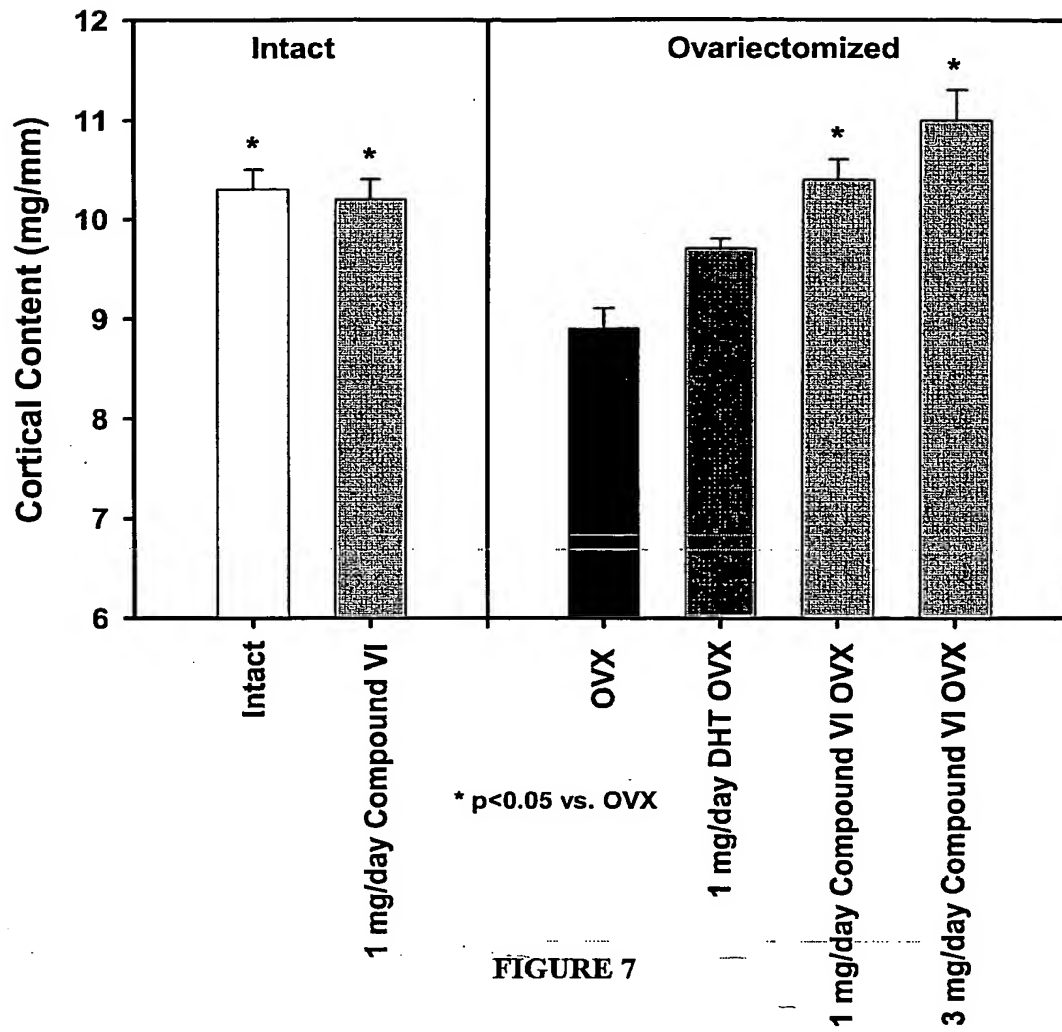 Intact
Ovariectomized
Cortical Content (mg/mm)
12
11
10
9
8
7
6
*
*
*
*
Intact
1 mg/day Compound VI
OVX
1 mg/day DHT OVX
1 mg/day Compound VI OVX
3 mg/day Compound VI OVX
* p<0.05 vs. OVX
FIGURE 7